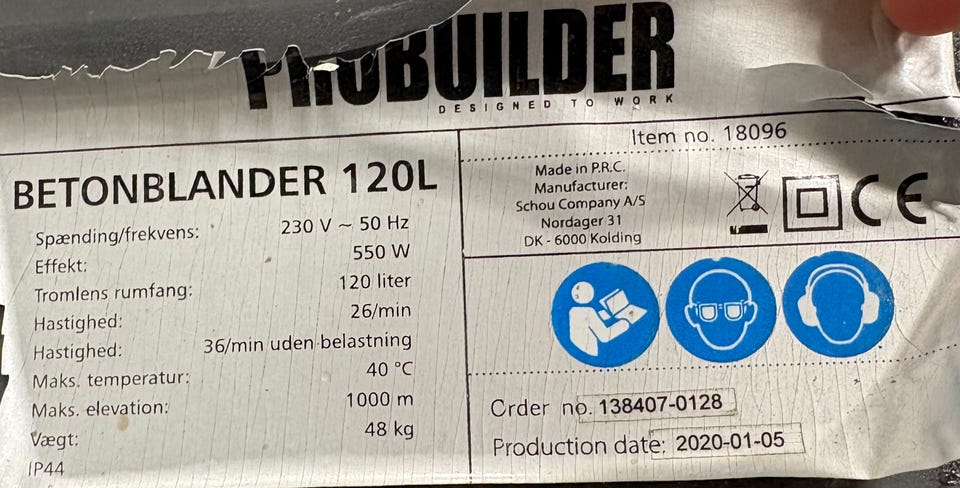 PROBUILDER
DESIGNED TO WORK
BETONBLANDER 120L
Spænding/frekvens: 230 V ~ 50 Hz
Effekt: 550 W
Tromlens rumfang: 120 liter
Hastighed: 26/min
Hastighed: 36/min uden belastning
Maks. temperatur: 40 °C
Maks. elevation: 1000 m
Vægt: 48 kg
IP44
Item no. 18096
Made in P.R.C.
Manufacturer:
Schou Company A/S
Nordager 31
DK - 6000 Kolding
CE
Order no. 138407-0128
Production date: 2020-01-05